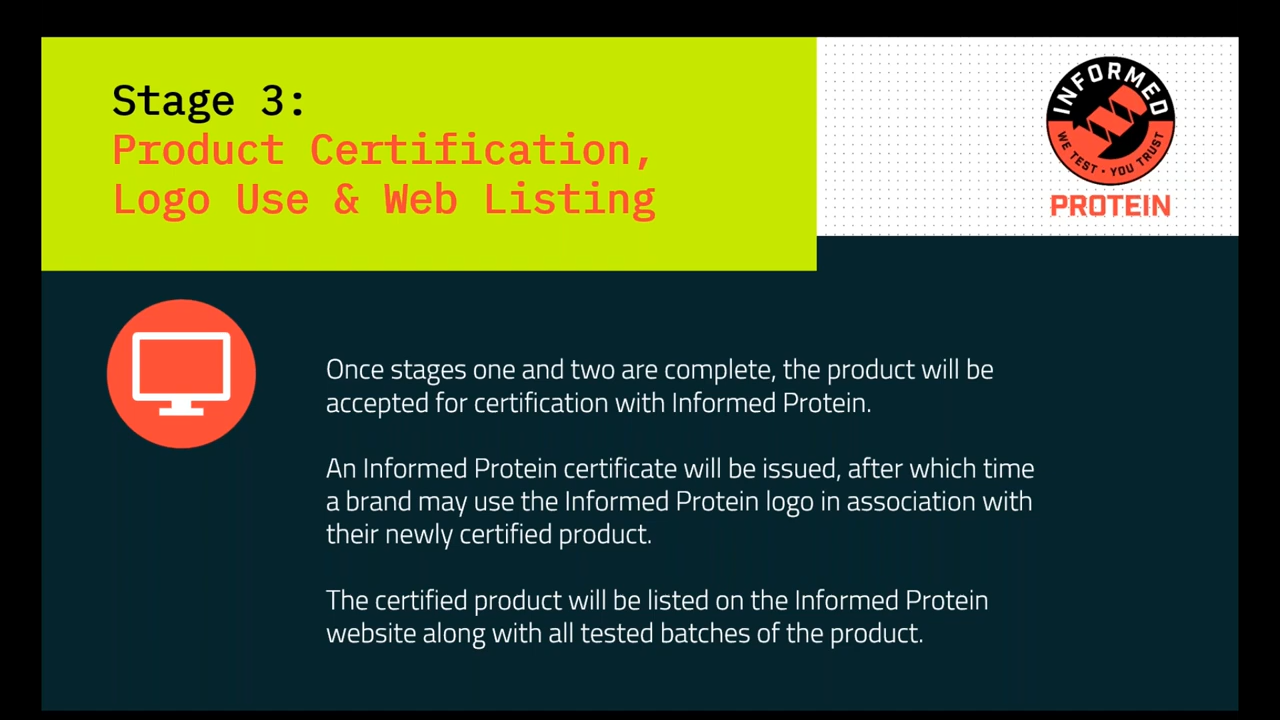 Stage 3:
Product Certification,
Logo Use & Web Listing
INFORMED
WE TEST · YOU TRUST
PROTEIN
Once stages one and two are complete, the product will be
accepted for certification with Informed Protein.
An Informed Protein certificate will be issued, after which time
a brand may use the Informed Protein logo in association with
their newly certified product.
The certified product will be listed on the Informed Protein
website along with all tested batches of the product.